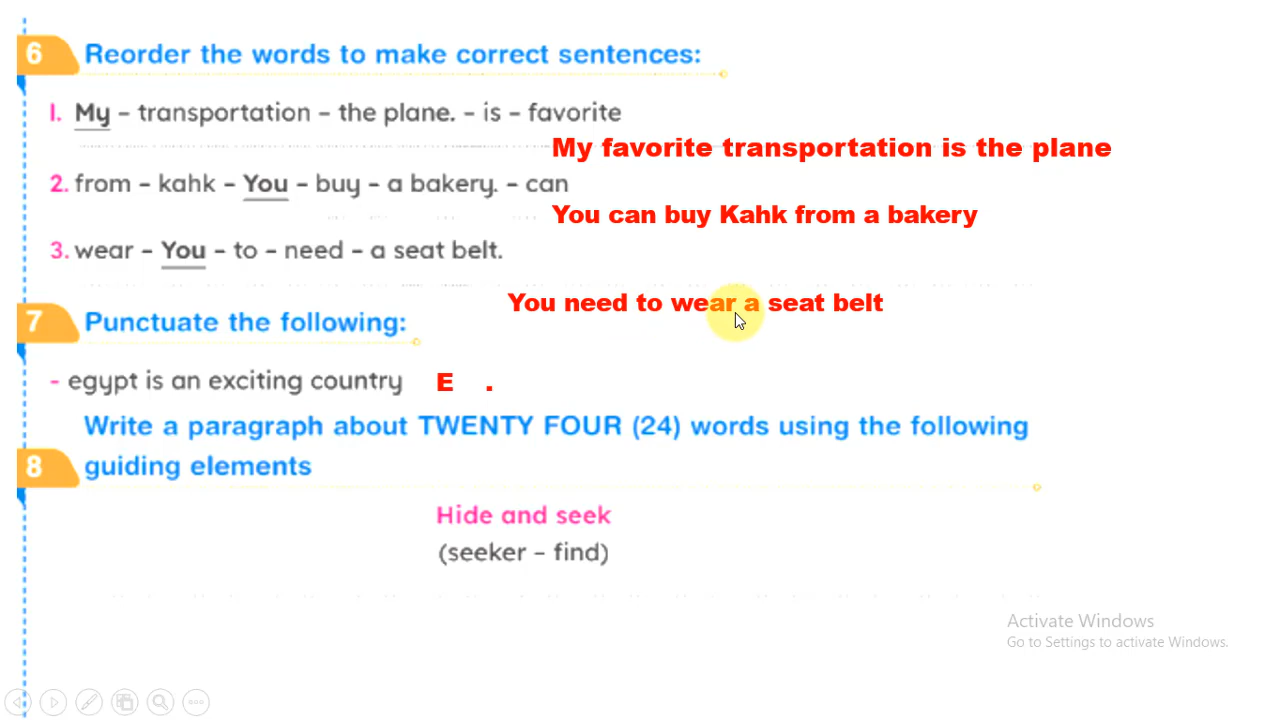 6 Reorder the words to make correct sentences:
1. My – transportation – the plane. – is – favorite
My favorite transportation is the plane
2. from – kahk – You – buy – a bakery. – can
You can buy Kahk from a bakery
3. wear – You – to – need – a seat belt.
You need to wear a seat belt
7 Punctuate the following:
- egypt is an exciting country E .
Write a paragraph about TWENTY FOUR (24) words using the following
8 guiding elements
Hide and seek
(seeker – find)
Activate Windows
Go to Settings to activate Windows.